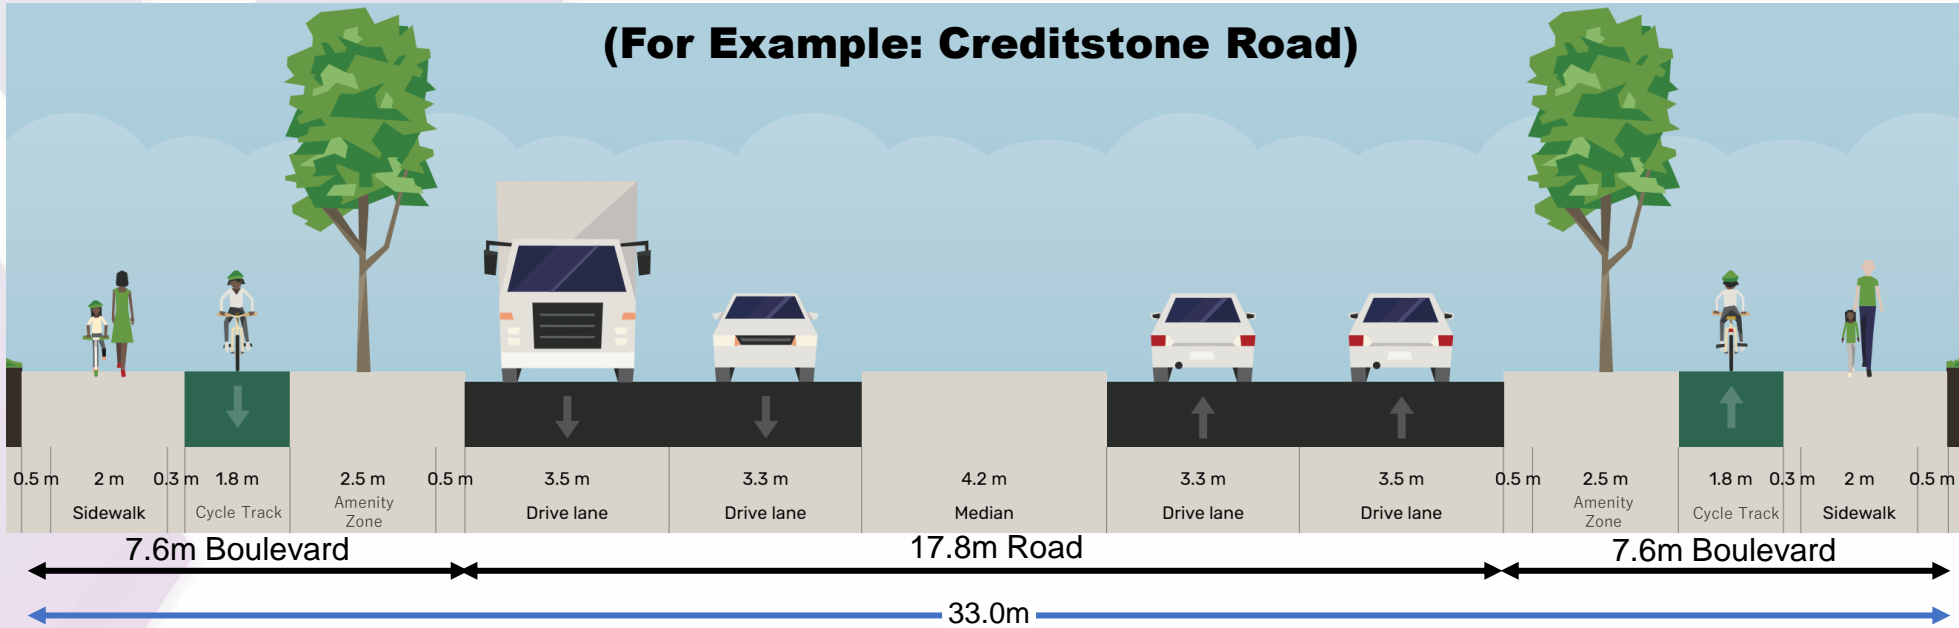 (For Example: Creditstone Road)
0.5 m 2 m 0.3 m 1.8 m 2.5 m 0.5 m 3.5 m 3.3 m 4.2 m 3.3 m 3.5 m 0.5 m 2.5 m 1.8 m 0.3 m 2 m 0.5 m
Sidewalk Cycle Track Amenity Zone Drive lane Drive lane Median Drive lane Drive lane Amenity Zone Cycle Track Sidewalk
7.6m Boulevard 17.8m Road 7.6m Boulevard
33.0m